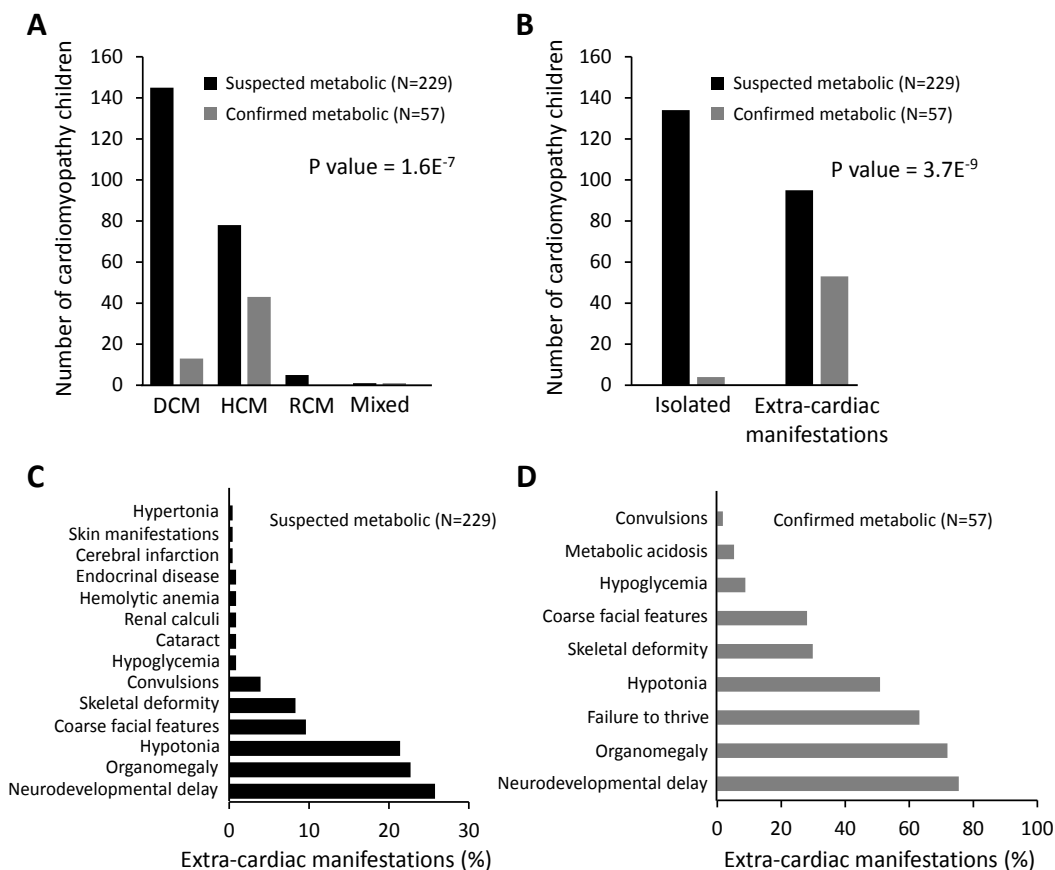 A
Number of cardiomyopathy children
160
140
120
100
80
60
40
20
0
Suspected metabolic (N=229)
Confirmed metabolic (N=57)
P value = 1.6E-7
DCM HCM RCM Mixed
B
Number of cardiomyopathy children
160
140
120
100
80
60
40
20
0
Suspected metabolic (N=229)
Confirmed metabolic (N=57)
P value = 3.7E-9
Isolated Extra-cardiac
manifestations
C
Suspected metabolic (N=229)
Hypertonia
Skin manifestations
Cerebral infarction
Endocrinal disease
Hemolytic anemia
Renal calculi
Cataract
Hypoglycemia
Convulsions
Skeletal deformity
Coarse facial features
Hypotonia
Organomegaly
Neurodevelopmental delay
0 10 20 30
Extra-cardiac manifestations (%)
D
Confirmed metabolic (N=57)
Convulsions
Metabolic acidosis
Hypoglycemia
Coarse facial features
Skeletal deformity
Hypotonia
Failure to thrive
Organomegaly
Neurodevelopmental delay
0 20 40 60 80 100
Extra-cardiac manifestations (%)